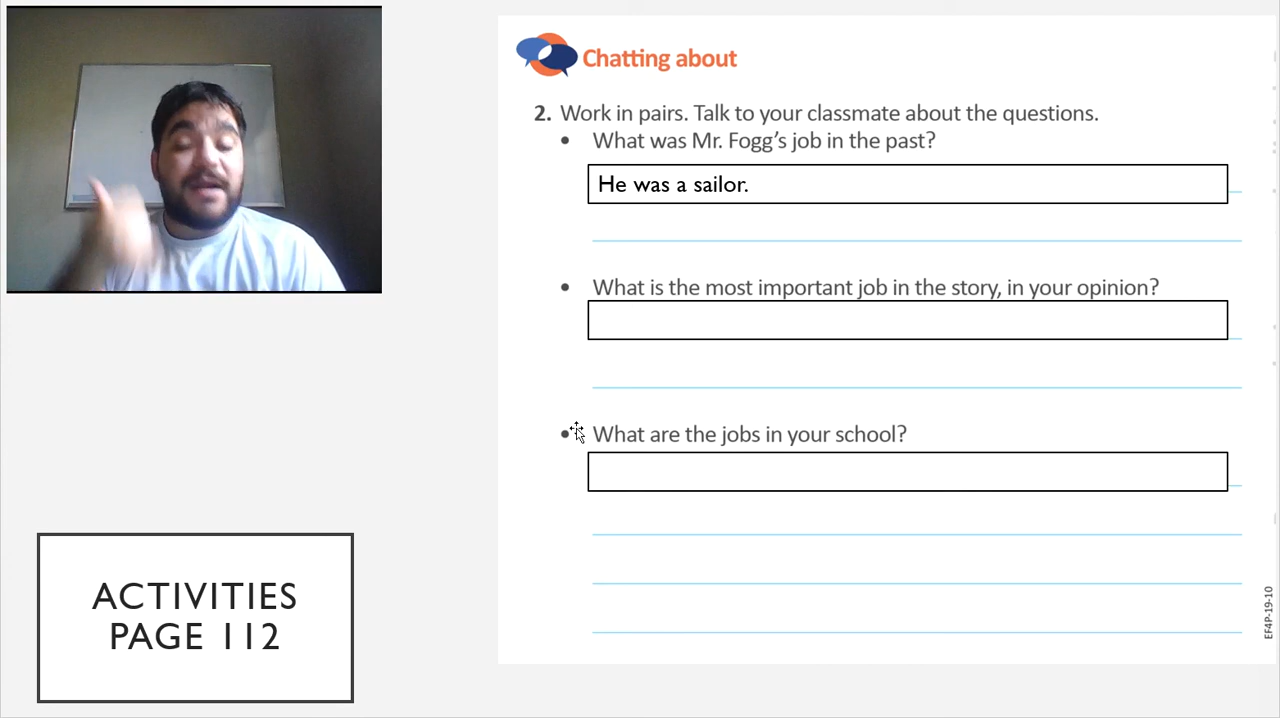 Chatting about
2. Work in pairs. Talk to your classmate about the questions.
• What was Mr. Fogg's job in the past?
He was a sailor.
• What is the most important job in the story, in your opinion?
• What are the jobs in your school?
ACTIVITIES
PAGE 112
EF4P-19-10